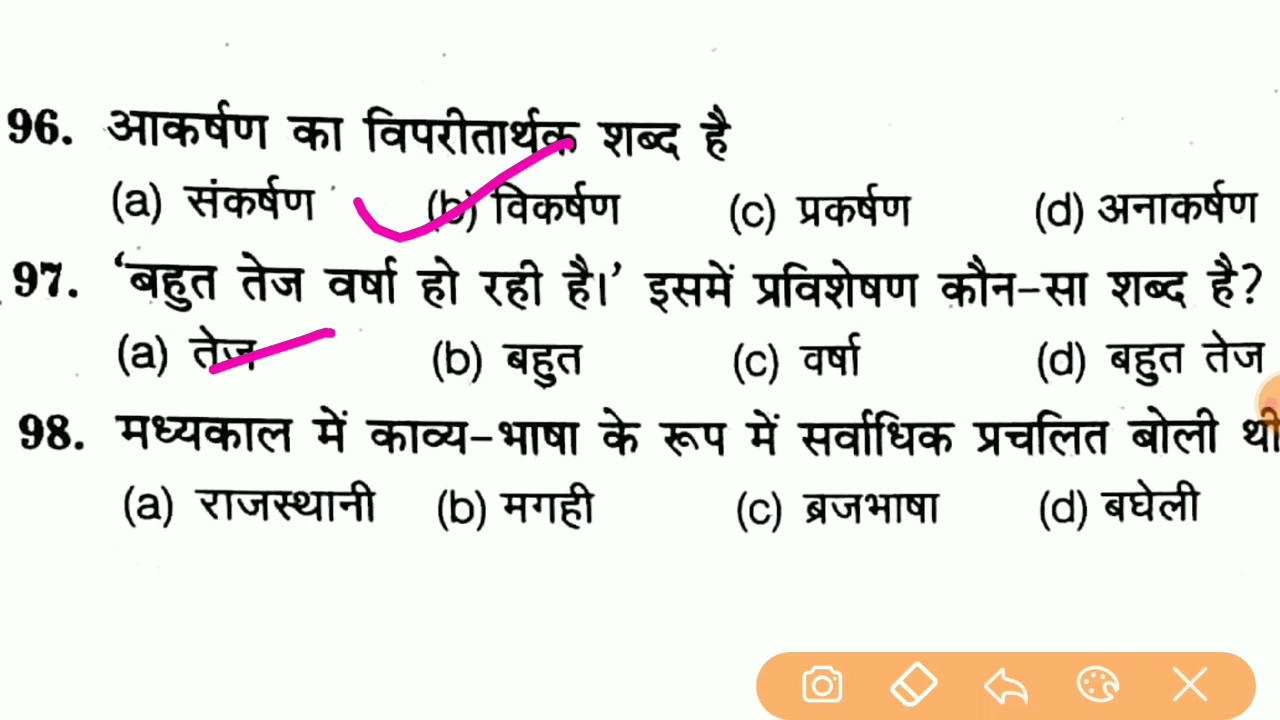 96. आकर्षण का विपरीतार्थक शब्द है
(a) संकर्षण (b) विकर्षण (c) प्रकर्षण (d) अनाकर्षण
97. 'बहुत तेज वर्षा हो रही है।' इसमें प्रविशेषण कौन-सा शब्द है?
(a) तेज (b) बहुत (c) वर्षा (d) बहुत तेज
98. मध्यकाल में काव्य-भाषा के रूप में सर्वाधिक प्रचलित बोली थी
(a) राजस्थानी (b) मगही (c) ब्रजभाषा (d) बघेली